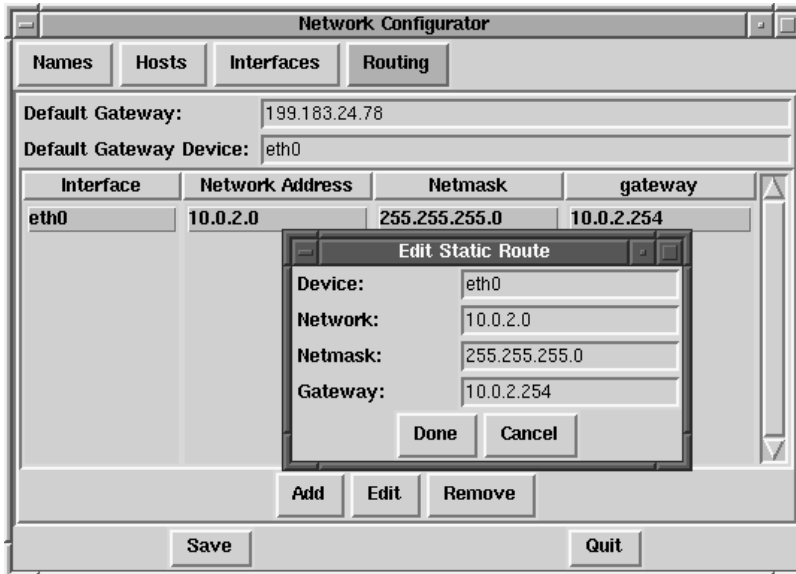 Network Configurator
Names Hosts Interfaces Routing
Default Gateway: 199.183.24.78
Default Gateway Device: eth0
Interface Network Address Netmask gateway
eth0 10.0.2.0 255.255.255.0 10.0.2.254
Edit Static Route
Device: eth0
Network: 10.0.2.0
Netmask: 255.255.255.0
Gateway: 10.0.2.254
Done Cancel
Add Edit Remove
Save Quit